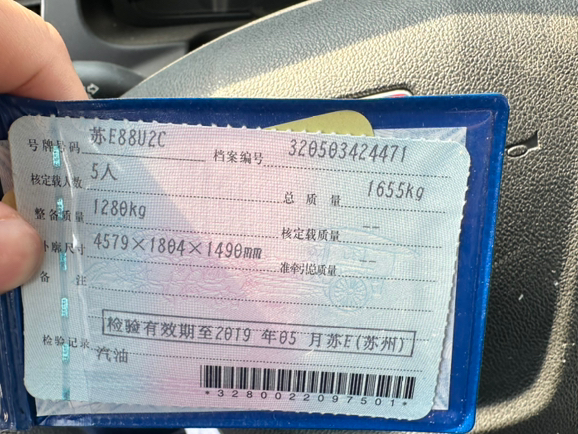 号牌号码 苏E88U2C 档案编号 320503424471
核定载人数 5人 总质量 1655kg
整备质量 1280kg 核定载质量 --
外廓尺寸 4579×1804×1490mm 准牵引总质量 --
备注
检验有效期至2019年05月苏E(苏州)
检验记录
汽油
*3280022097501*